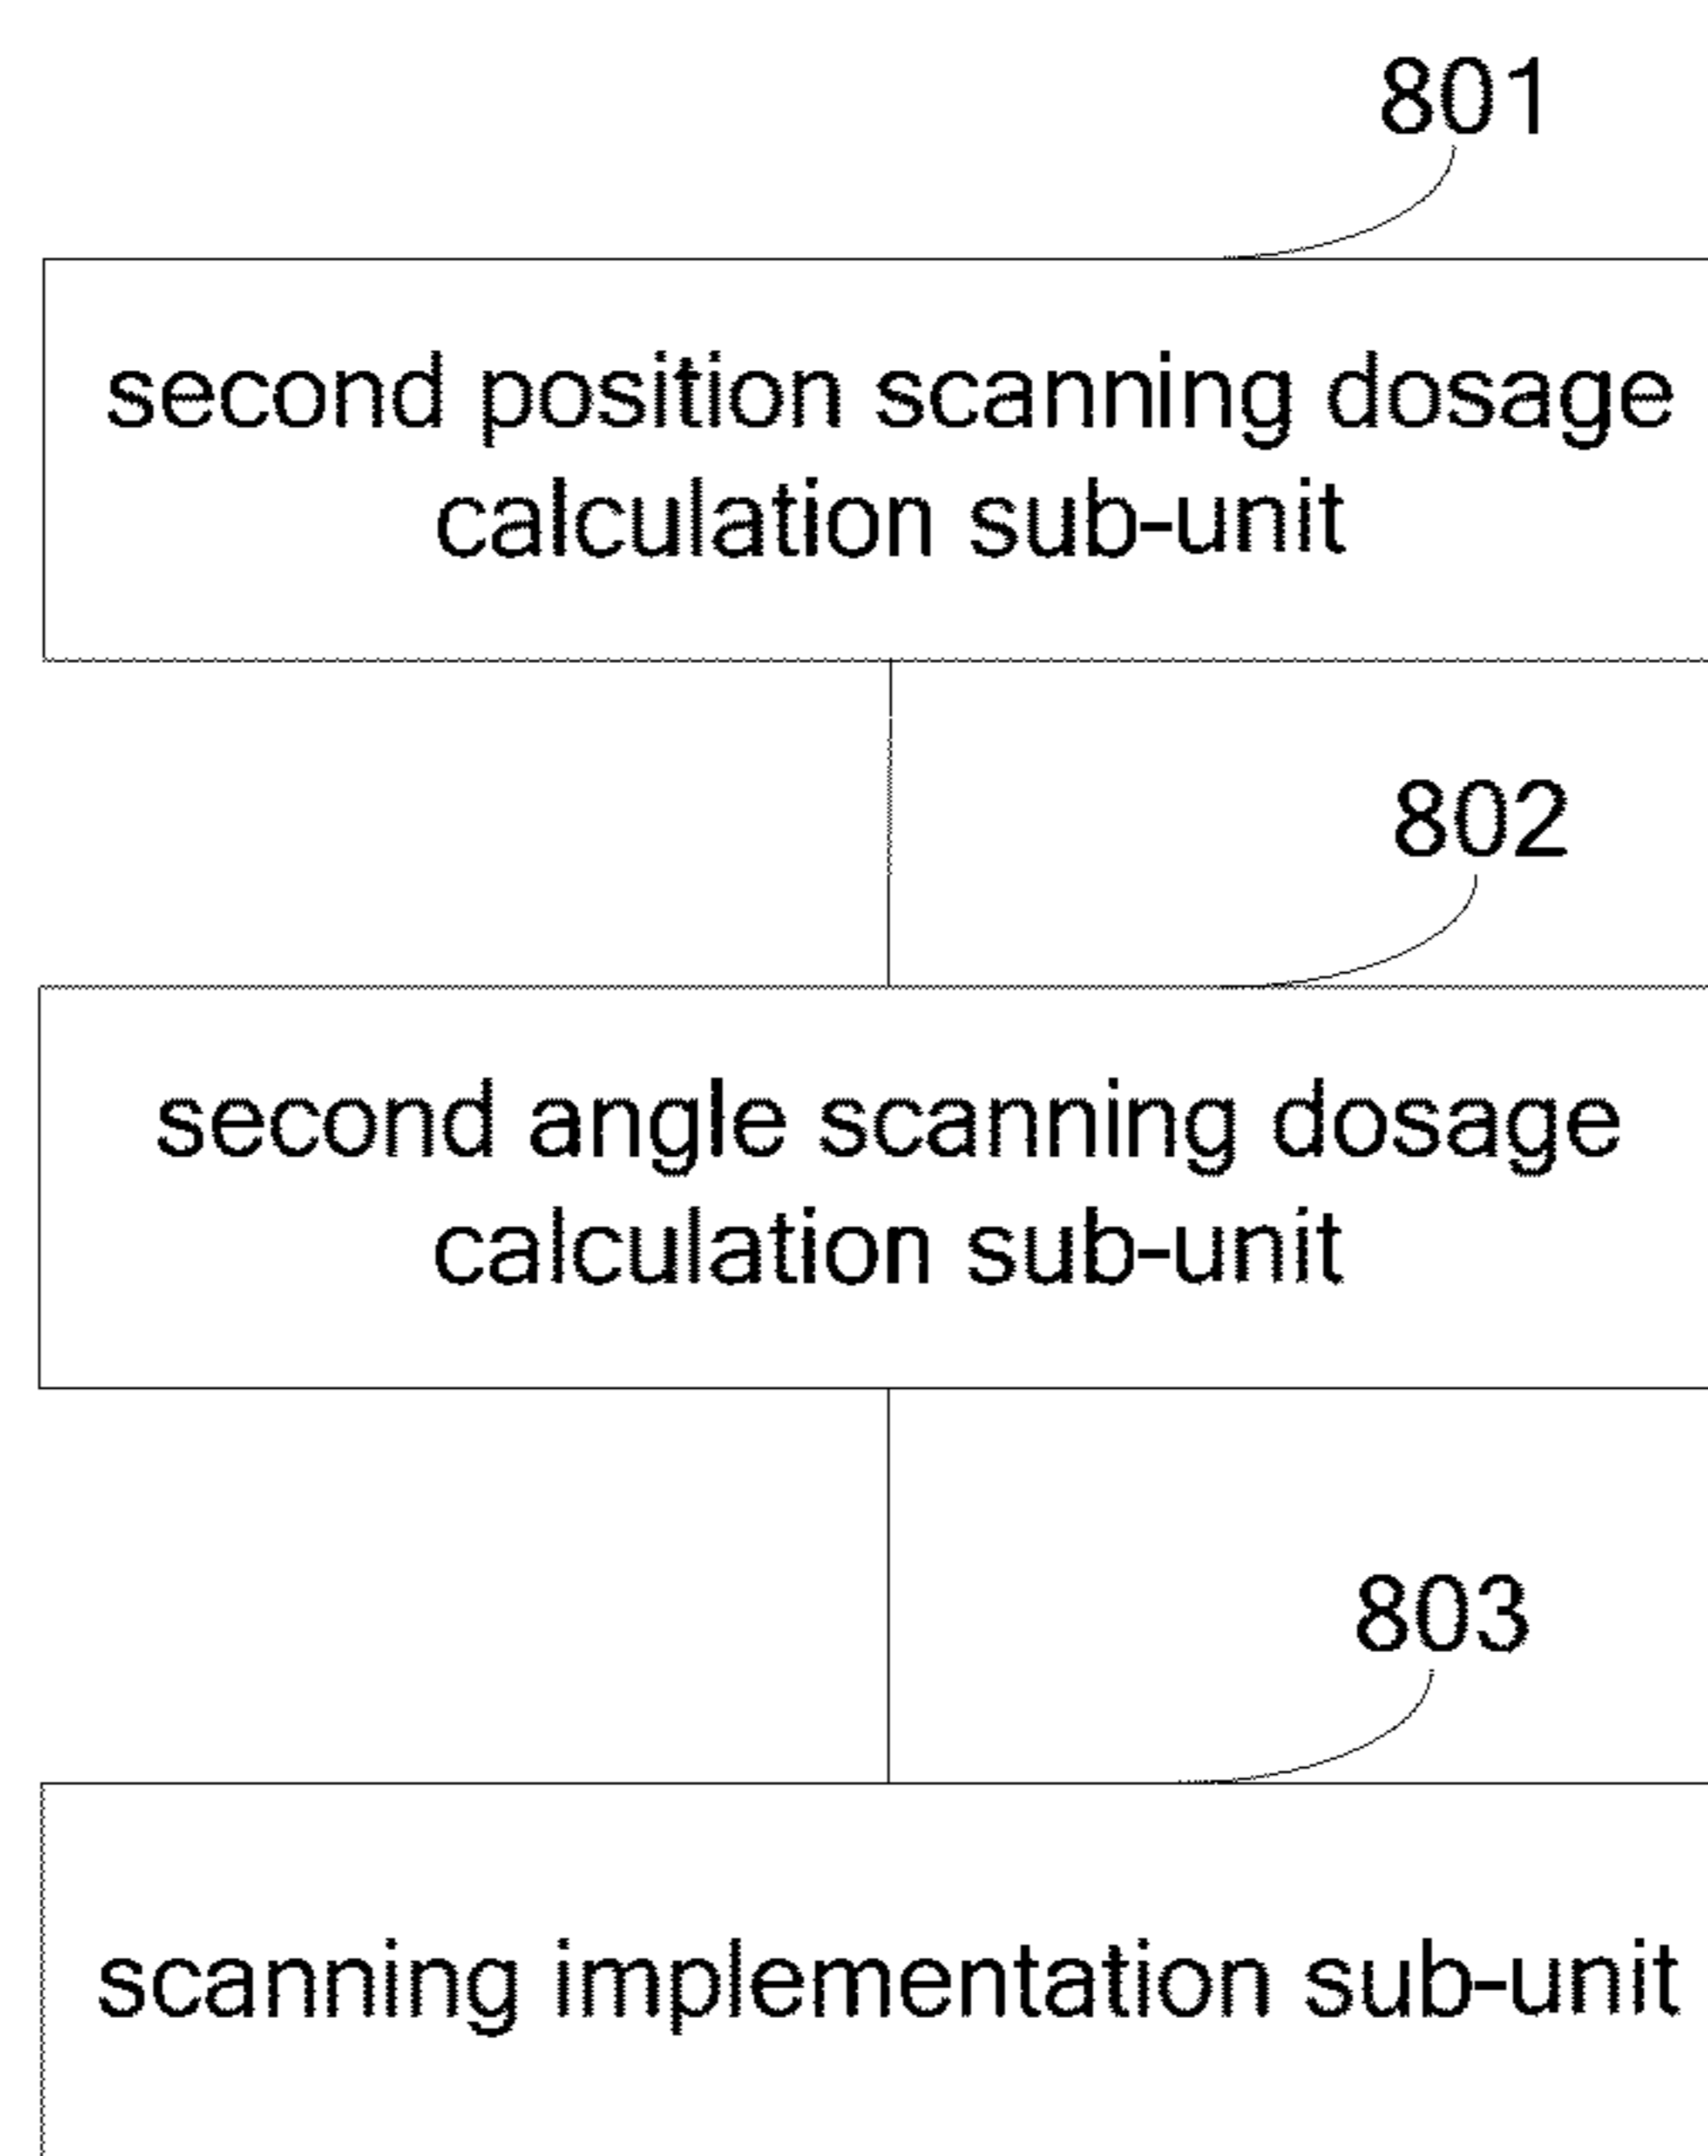 801
second position scanning dosage
calculation sub-unit
802
second angle scanning dosage
calculation sub-unit
803
scanning implementation sub-unit